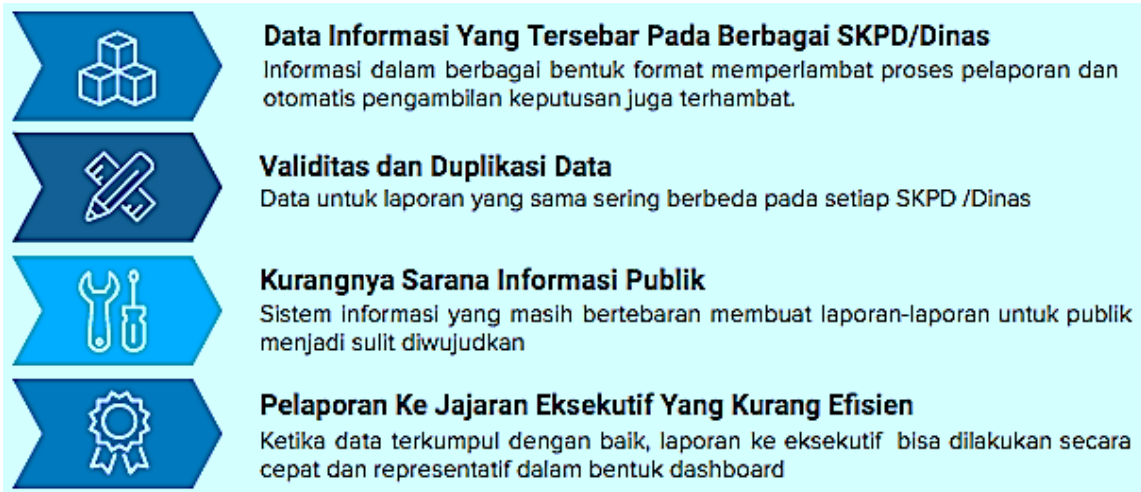 Data Informasi Yang Tersebar Pada Berbagai SKPD/Dinas
Informasi dalam berbagai bentuk format memperlambat proses pelaporan dan
otomatis pengambilan keputusan juga terhambat.
Validitas dan Duplikasi Data
Data untuk laporan yang sama sering berbeda pada setiap SKPD /Dinas
Kurangnya Sarana Informasi Publik
Sistem informasi yang masih bertebaran membuat laporan-laporan untuk publik
menjadi sulit diwujudkan
Pelaporan Ke Jajaran Eksekutif Yang Kurang Efisien
Ketika data terkumpul dengan baik, laporan ke eksekutif bisa dilakukan secara
cepat dan representatif dalam bentuk dashboard